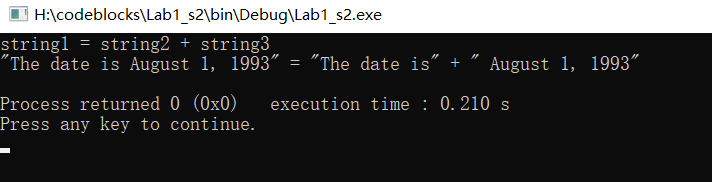 H:\codeblocks\Lab1_s2\bin\Debug\Lab1_s2.exe
string1 = string2 + string3
"The date is August 1, 1993" = "The date is" + " August 1, 1993"
Process returned 0 (0x0)   execution time : 0.210 s
Press any key to continue.